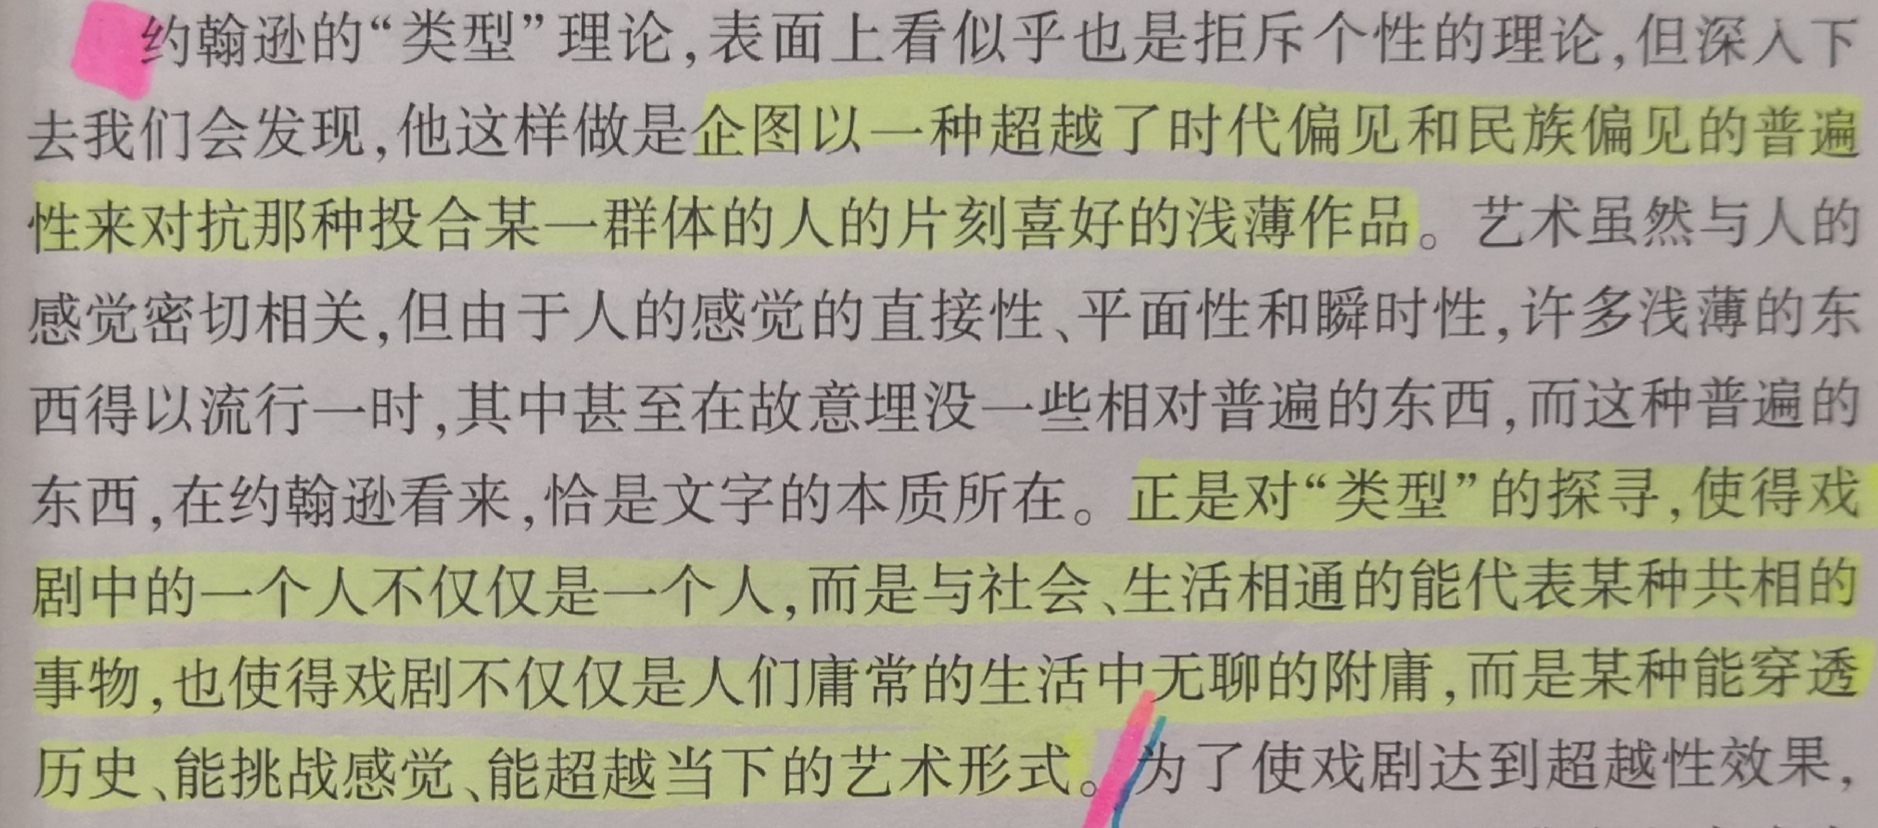 约翰逊的“类型”理论,表面上看似乎也是拒斥个性的理论,但深入下
去我们会发现,他这样做是企图以一种超越了时代偏见和民族偏见的普遍
性来对抗那种投合某一群体的人的片刻喜好的浅薄作品。艺术虽然与人的
感觉密切相关,但由于人的感觉的直接性、平面性和瞬时性,许多浅薄的东
西得以流行一时,其中甚至在故意埋没一些相对普遍的东西,而这种普遍的
东西,在约翰逊看来,恰是文字的本质所在。正是对“类型”的探寻,使得戏
剧中的一个人不仅仅是一个人,而是与社会、生活相通的能代表某种共相的
事物,也使得戏剧不仅仅是人们庸常的生活中无聊的附庸,而是某种能穿透
历史、能挑战感觉、能超越当下的艺术形式。为了使戏剧达到超越性效果,